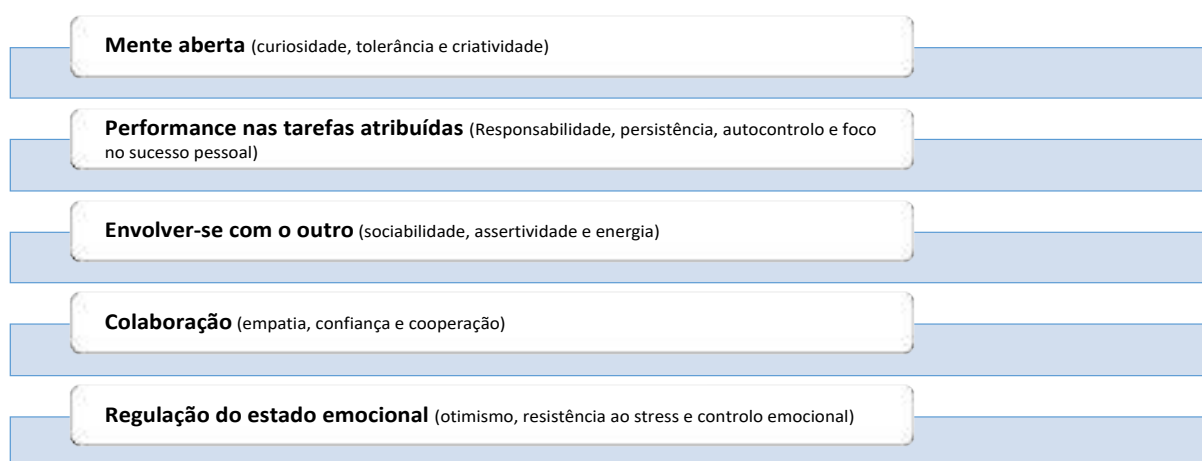 Mente aberta (curiosidade, tolerância e criatividade)
Performance nas tarefas atribuídas (Responsabilidade, persistência, autocontrolo e foco
no sucesso pessoal)
Envolver-se com o outro (sociabilidade, assertividade e energia)
Colaboração (empatia, confiança e cooperação)
Regulação do estado emocional (otimismo, resistência ao stress e controlo emocional)